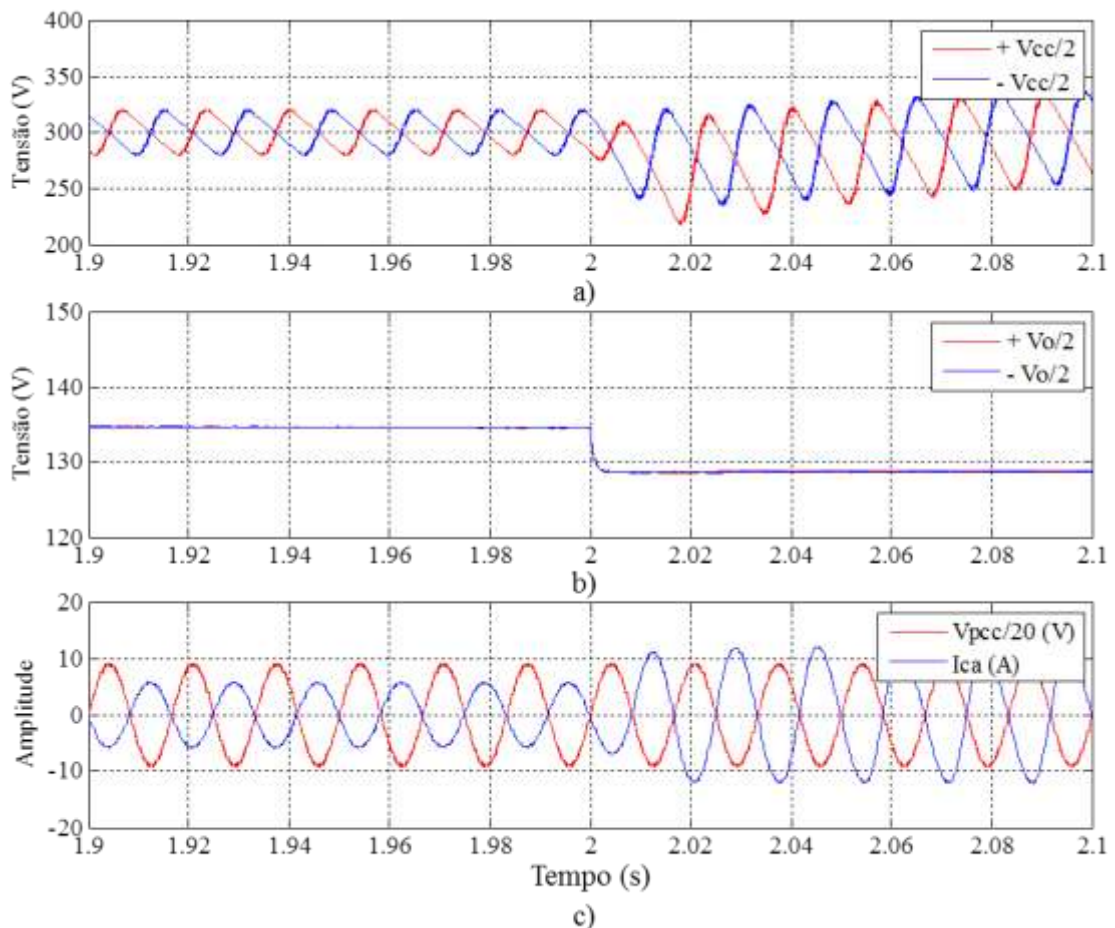 400
350
300
250
200
Tensão (V)
+ Vcc/2
- Vcc/2
1.9 1.92 1.94 1.96 1.98 2 2.02 2.04 2.06 2.08 2.1
a)
150
140
130
120
Tensão (V)
+ Vo/2
- Vo/2
1.9 1.92 1.94 1.96 1.98 2 2.02 2.04 2.06 2.08 2.1
b)
20
10
0
-10
-20
Amplitude
Vpcc/20 (V)
Ica (A)
1.9 1.92 1.94 1.96 1.98 2 2.02 2.04 2.06 2.08 2.1
Tempo (s)
c)